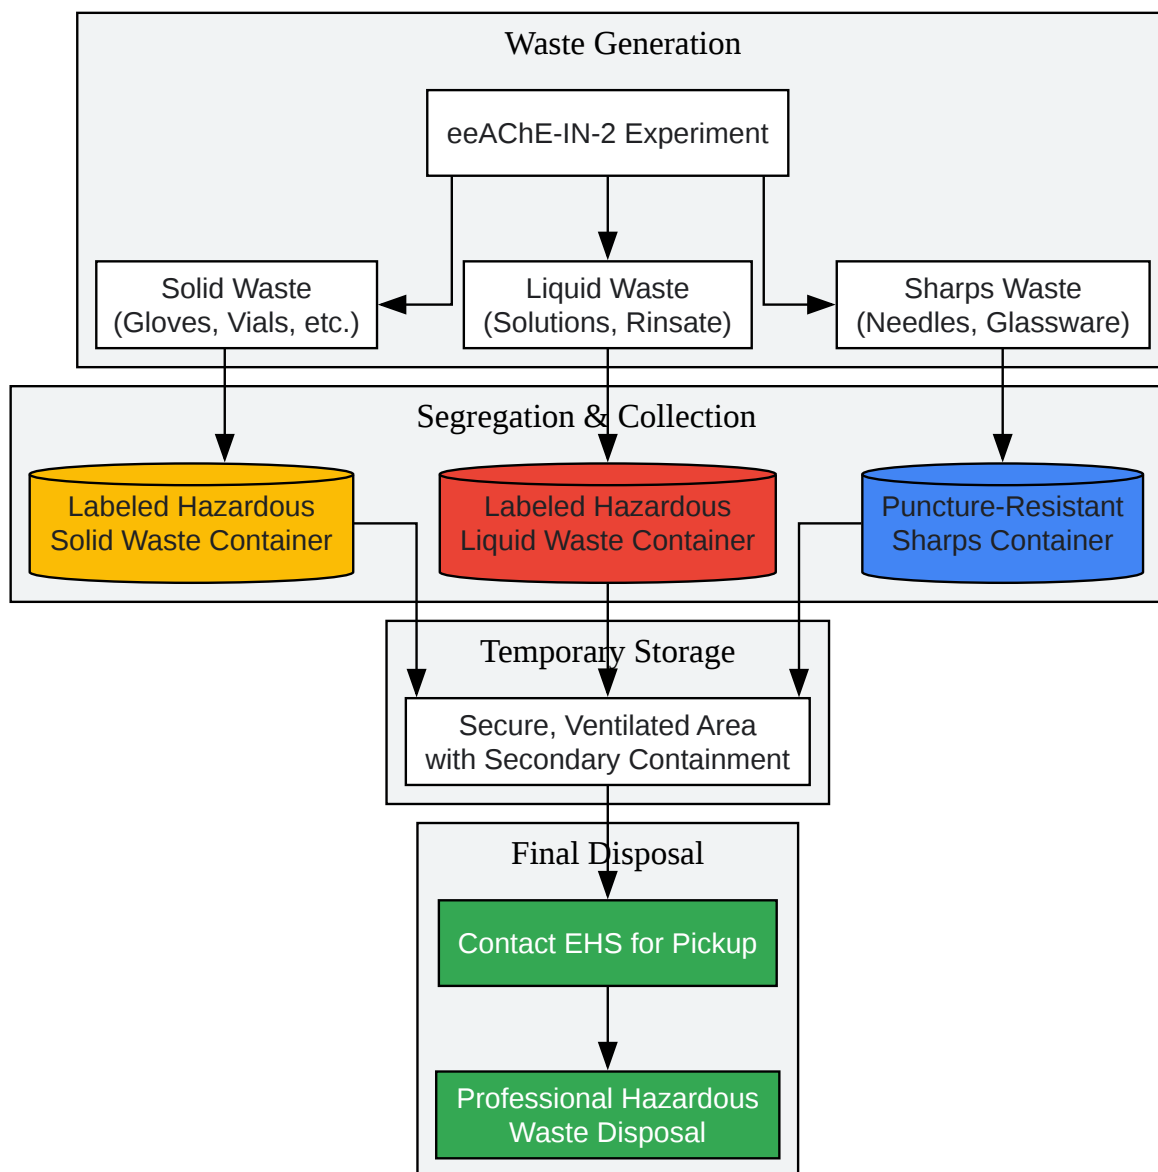 Waste Generation
eeAChE-IN-2 Experiment
Solid Waste
(Gloves, Vials, etc.)
Liquid Waste
(Solutions, Rinsate)
Sharps Waste
(Needles, Glassware)
Segregation & Collection
Labeled Hazardous
Solid Waste Container
Labeled Hazardous
Liquid Waste Container
Puncture-Resistant
Sharps Container
Temporary Storage
Secure, Ventilated Area
with Secondary Containment
Final Disposal
Contact EHS for Pickup
Professional Hazardous
Waste Disposal